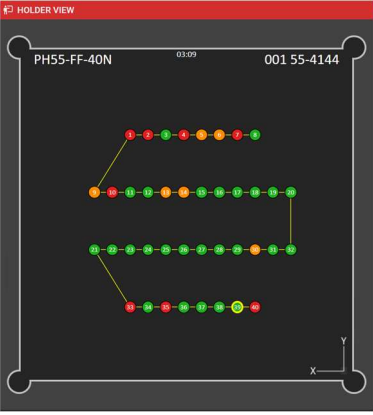 HOLDER VIEW
PH55-FF-40N 03:09 001 55-4144
1 2 3 4 5 6 7 8
9 10 11 12 13 14 15 16 17 18 19 20
21 22 23 24 25 26 27 28 29 30 31 32
33 34 35 36 37 38 39 40
Y
X